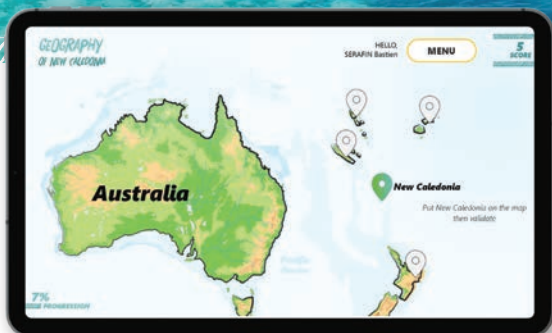 GEOGRAPHY
OF NEW CALEDONIA
HELLO,
SERAFIN Bastien
MENU
5
SCORE
Australia
New Caledonia
Put New Caledonia on the map
then validate
Pacific
7%
PROGRESSION